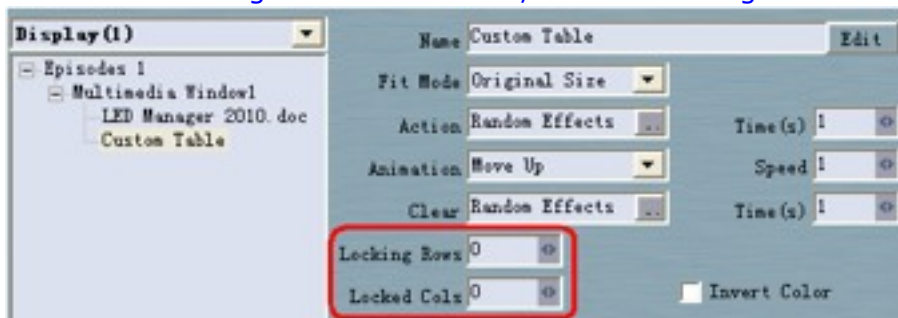 Display(1)
Episodes 1
Multimedia Window1
LED Manager 2010.doc
Custom Table
Name Custom Table Edit
Fit Mode Original Size
Action Random Effects .. Time(s) 1
Animation Move Up Speed 1
Clear Random Effects .. Time(s) 1
Locking Rows 0
Locked Cols 0 Invert Color